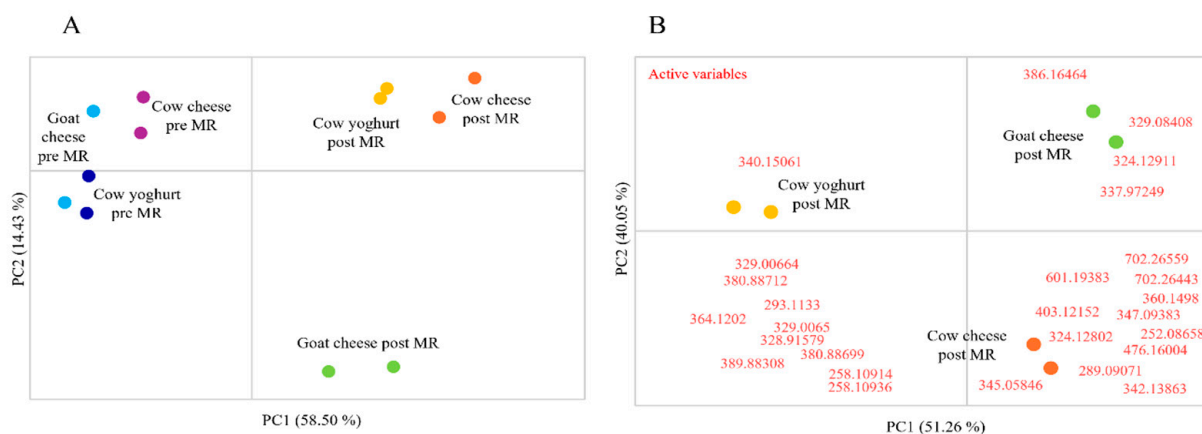 A
Goat
cheese
pre MR
Cow cheese
pre MR
Cow yoghurt
post MR
Cow cheese
post MR
Cow yoghurt
pre MR
Goat cheese post MR
PC2 (14.43 %)
PC1 (58.50 %)
B
Active variables
386.16464
Goat cheese
post MR
329.08408
324.12911
337.97249
340.15061
Cow yoghurt
post MR
329.00664
380.88712
293.1133
364.1202
329.0065
328.91579
380.88699
389.88308
258.10914
258.10936
702.26559
601.19383
702.26443
360.1498
403.12152
347.09383
324.12802
252.08658
Cow cheese
post MR
476.16004
289.09071
345.05846
342.13863
PC2 (40.05 %)
PC1 (51.26 %)